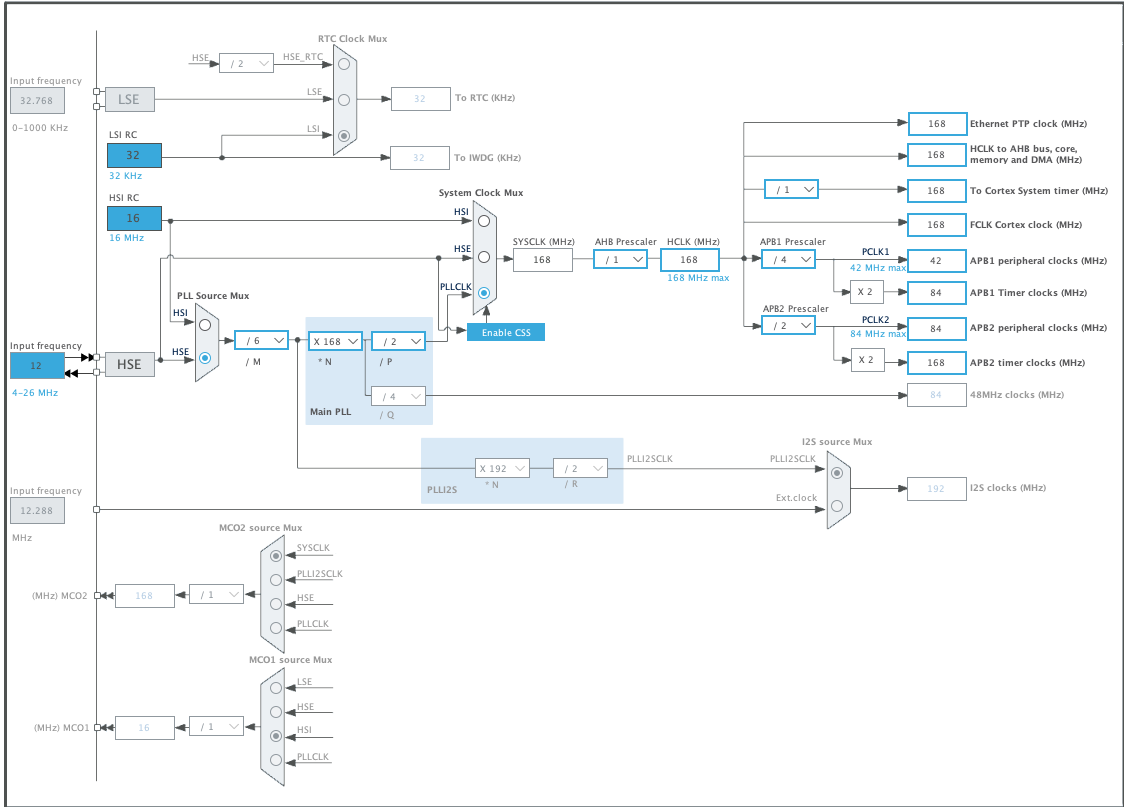 RTC Clock Mux
HSE
/ 2
HSE_RTC
Input frequency
32.768
0-1000 KHz
LSE
LSE
32
To RTC (KHz)
LSI RC
32
32 KHz
LSI
32
To IWDG (KHz)
HSI RC
16
16 MHz
System Clock Mux
HSI
HSE
PLLCLK
SYSCLK (MHz)
168
AHB Prescaler
/ 1
HCLK (MHz)
168
168 MHz max
168
Ethernet PTP clock (MHz)
168
HCLK to AHB bus, core,
memory and DMA (MHz)
/ 1
168
To Cortex System timer (MHz)
168
FCLK Cortex clock (MHz)
APB1 Prescaler
/ 4
PCLK1
42 MHz max
42
APB1 peripheral clocks (MHz)
X 2
84
APB1 Timer clocks (MHz)
APB2 Prescaler
/ 2
PCLK2
84 MHz max
84
APB2 peripheral clocks (MHz)
X 2
168
APB2 timer clocks (MHz)
84
48MHz clocks (MHz)
PLL Source Mux
HSI
HSE
Input frequency
12
4-26 MHz
HSE
/ 6
/ M
X 168
* N
/ 2
/ P
/ 4
/ Q
Main PLL
Enable CSS
PLLI2S
X 192
* N
/ 2
/ R
PLLI2SCLK
I2S source Mux
PLLI2SCLK
Ext.clock
192
I2S clocks (MHz)
Input frequency
12.288
MHz
MCO2 source Mux
SYSCLK
PLLI2SCLK
HSE
PLLCLK
(MHz) MCO2
168
/ 1
MCO1 source Mux
LSE
HSE
HSI
PLLCLK
(MHz) MCO1
16
/ 1